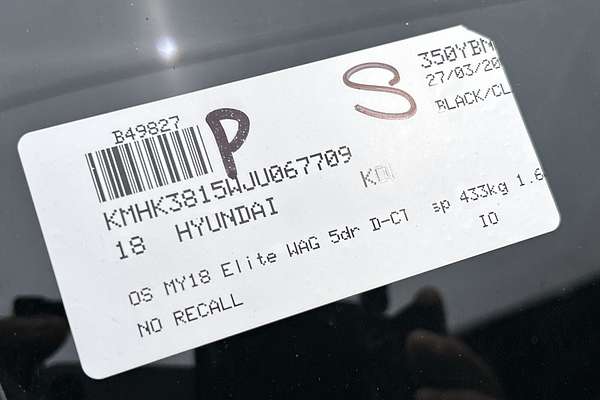 350YBM
27/03/20
BLACK/CL
S
B49827
P
KMHK3815WJU067709
18 HYUNDAI
OS MY18 Elite WAG 5dr D-CT sp 433kg 1.6
IO
NO RECALL